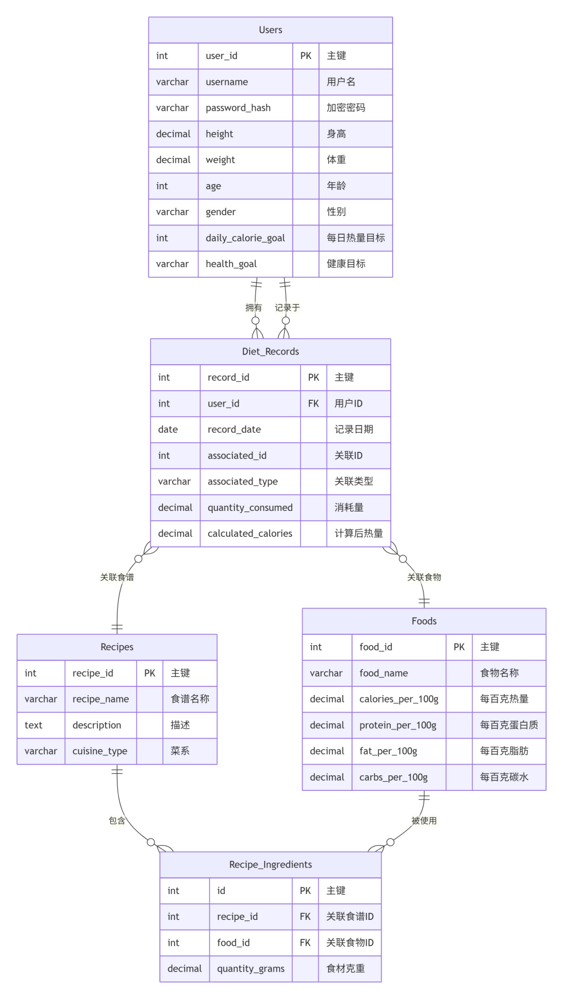 Users
int user_id PK 主键
varchar username 用户名
varchar password_hash 加密密码
decimal height 身高
decimal weight 体重
int age 年龄
varchar gender 性别
int daily_calorie_goal 每日热量目标
varchar health_goal 健康目标
拥有 记录于
Diet_Records
int record_id PK 主键
int user_id FK 用户ID
date record_date 记录日期
int associated_id 关联ID
varchar associated_type 关联类型
decimal quantity_consumed 消耗量
decimal calculated_calories 计算后热量
关联食谱 关联食物
Foods
int food_id PK 主键
varchar food_name 食物名称
decimal calories_per_100g 每百克热量
decimal protein_per_100g 每百克蛋白质
decimal fat_per_100g 每百克脂肪
decimal carbs_per_100g 每百克碳水
Recipes
int recipe_id PK 主键
varchar recipe_name 食谱名称
text description 描述
varchar cuisine_type 菜系
包含 被使用
Recipe_Ingredients
int id PK 主键
int recipe_id FK 关联食谱ID
int food_id FK 关联食物ID
decimal quantity_grams 食材克重